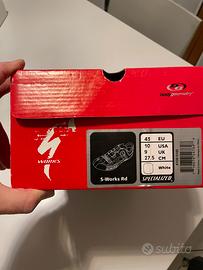 body geometry
S-WORKS
S-Works Rd
45 EU
10 USA
9 UK
27.5 CM
White
SPECIALIZED
subito